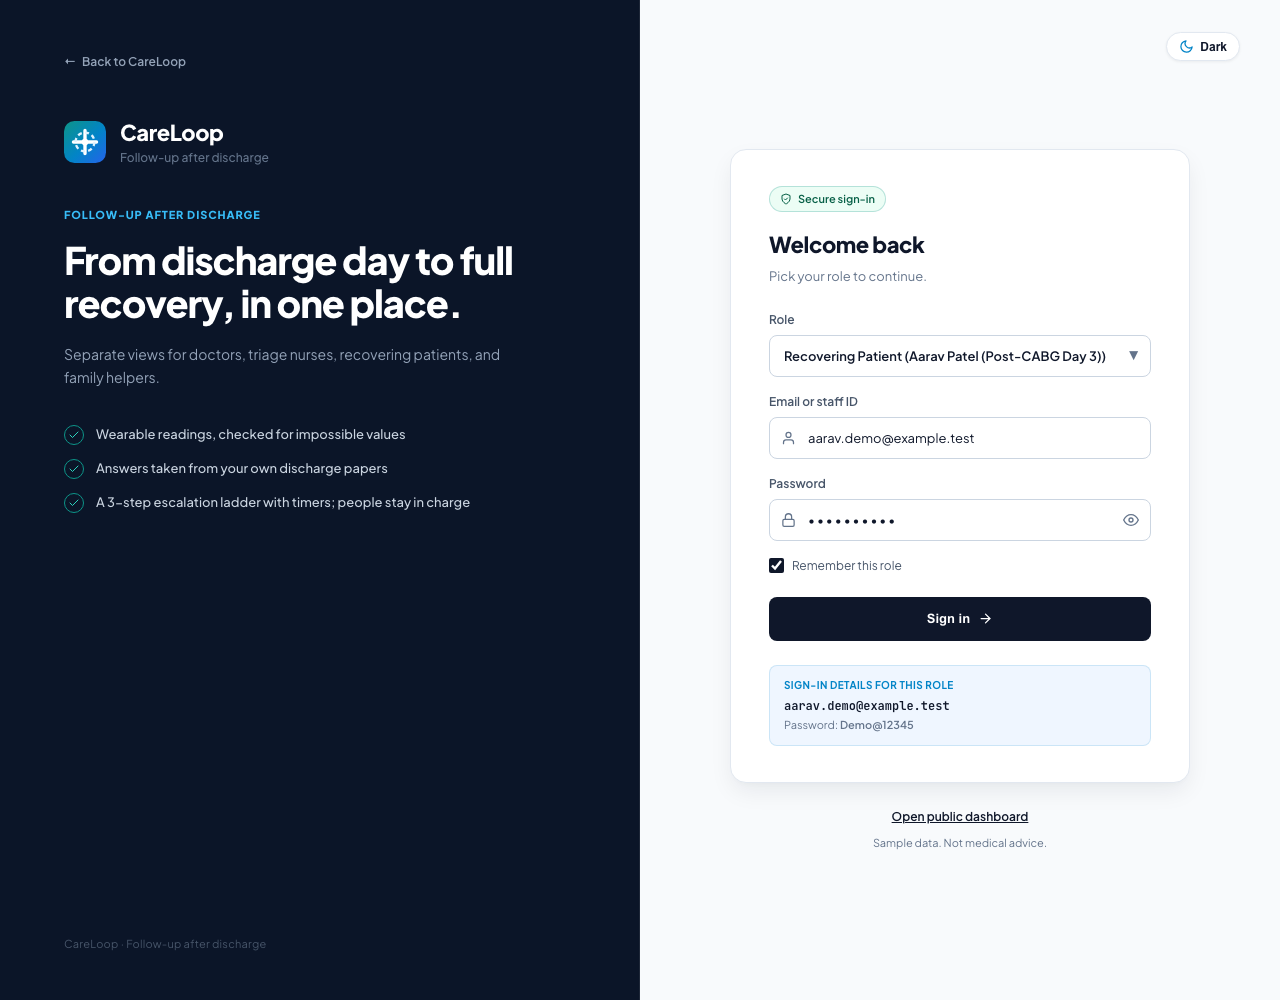 ← Back to CareLoop
CareLoop
Follow-up after discharge
FOLLOW-UP AFTER DISCHARGE
From discharge day to full
recovery, in one place.
Separate views for doctors, triage nurses, recovering patients, and
family helpers.
Wearable readings, checked for impossible values
Answers taken from your own discharge papers
A 3-step escalation ladder with timers; people stay in charge
CareLoop · Follow-up after discharge
Dark
Secure sign-in
Welcome back
Pick your role to continue.
Role
Recovering Patient (Aarav Patel (Post-CABG Day 3))
Email or staff ID
aarav.demo@example.test
Password
••••••••••
Remember this role
Sign in →
SIGN-IN DETAILS FOR THIS ROLE
aarav.demo@example.test
Password: Demo@12345
Open public dashboard
Sample data. Not medical advice.